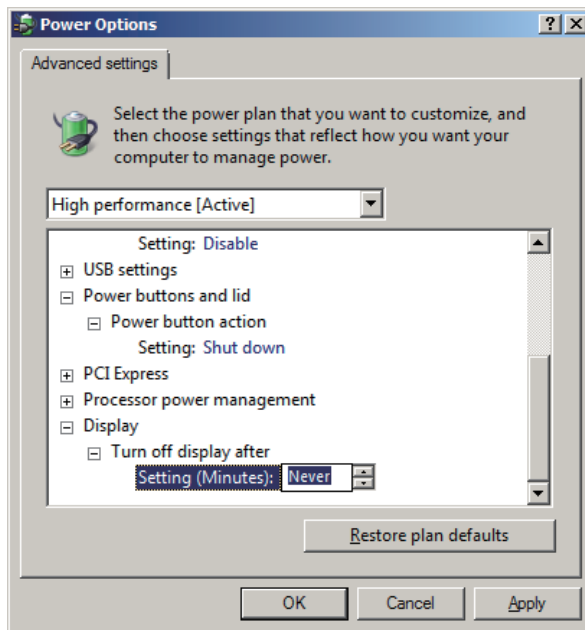 Power Options
Advanced settings
Select the power plan that you want to customize, and
then choose settings that reflect how you want your
computer to manage power.
High performance [Active]
Setting: Disable
USB settings
Power buttons and lid
Power button action
Setting: Shut down
PCI Express
Processor power management
Display
Turn off display after
Setting (Minutes): Never
Restore plan defaults
OK Cancel Apply